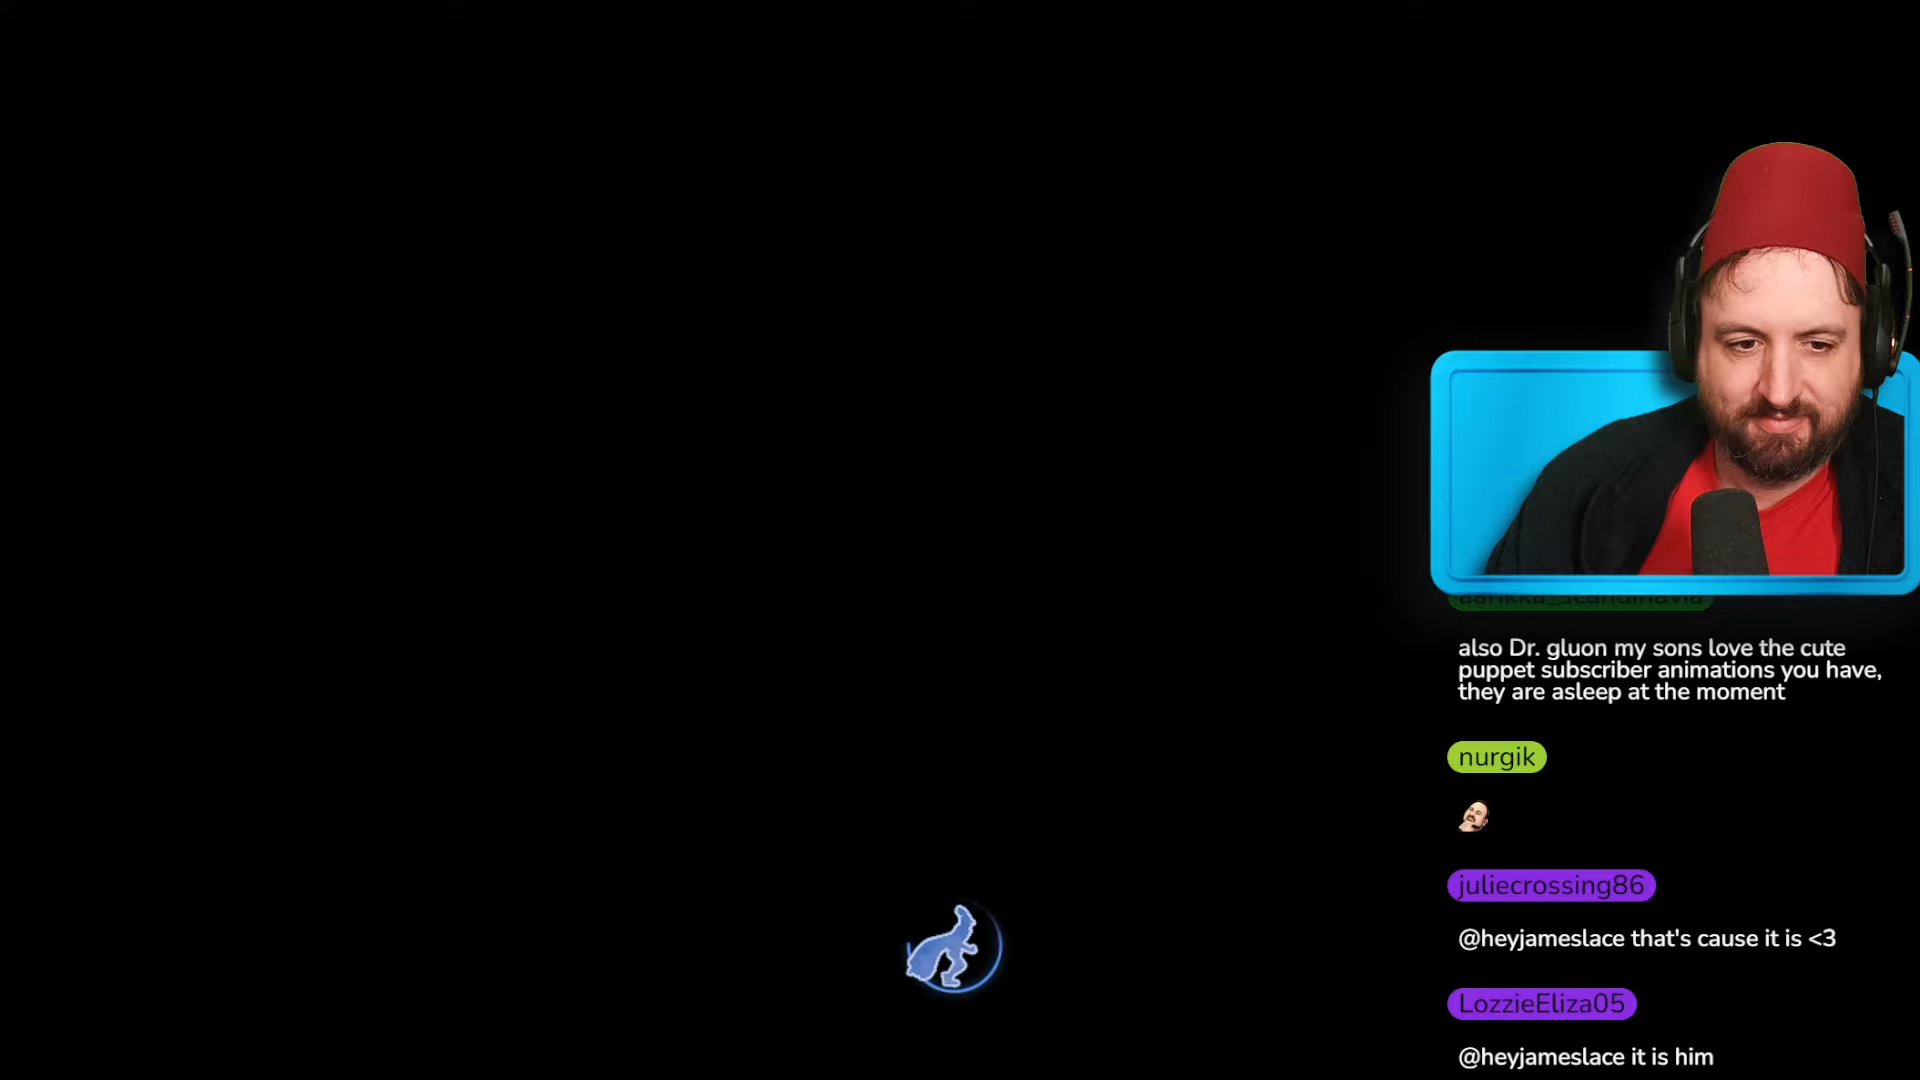 aarikka_scandinavia
also Dr. gluon my sons love the cute
puppet subscriber animations you have,
they are asleep at the moment
nurgik
juliecrossing86
@heyjameslace that's cause it is <3
LozzieEliza05
@heyjameslace it is him